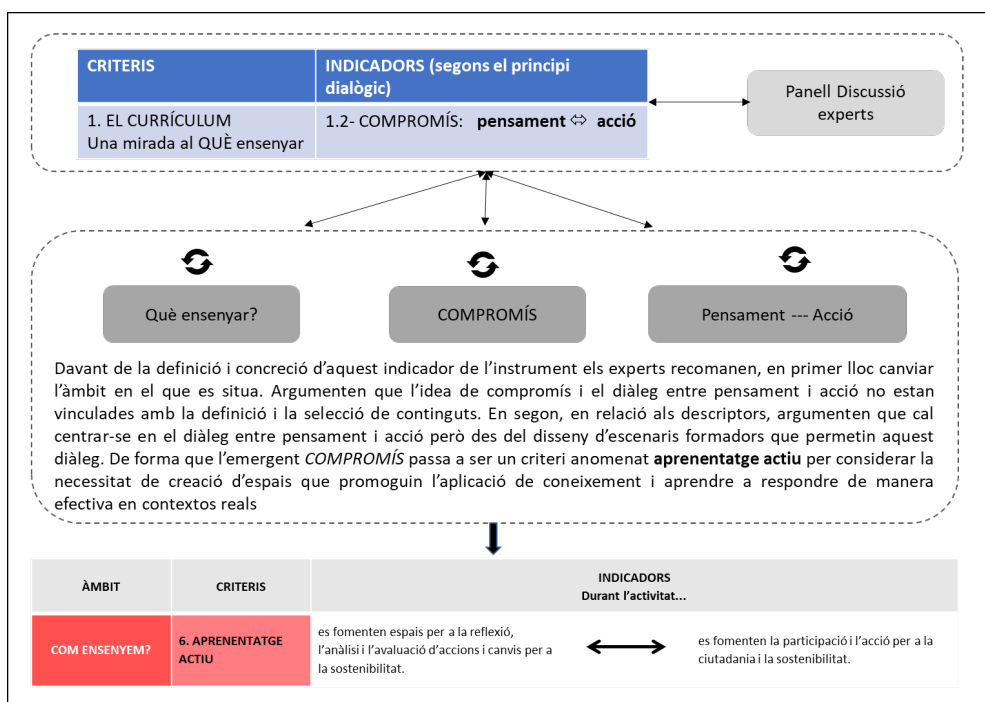 CRITERIS
INDICADORS (segons el principi
dialògic)
1. EL CURRÍCULUM
Una mirada al QUÈ ensenyar
1.2- COMPROMÍS: pensament ⇔ acció
Panell Discussió
experts
Què ensenyar?
COMPROMÍS
Pensament --- Acció
Davant de la definició i concreció d'aquest indicador de l'instrument els experts recomanen, en primer lloc canviar
l'àmbit en el que es situa. Argumenten que l'idea de compromís i el diàleg entre pensament i acció no estan
vinculades amb la definició i la selecció de continguts. En segon, en relació als descriptors, argumenten que cal
centrar-se en el diàleg entre pensament i acció però des del disseny d'escenaris formadors que permetin aquest
diàleg. De forma que l'emergent COMPROMÍS passa a ser un criteri anomenat aprenentatge actiu per considerar la
necessitat de creació d'espais que promoguin l'aplicació de coneixement i aprendre a respondre de manera
efectiva en contextos reals
ÀMBIT
CRITERIS
INDICADORS
Durant l'activitat...
COM ENSENYEM?
6. APRENENTATGE
ACTIU
es fomenten espais per a la reflexió,
l'anàlisi i l'avaluació d'accions i canvis per a
la sostenibilitat.
es fomenten la participació i l'acció per a la
ciutadania i la sostenibilitat.